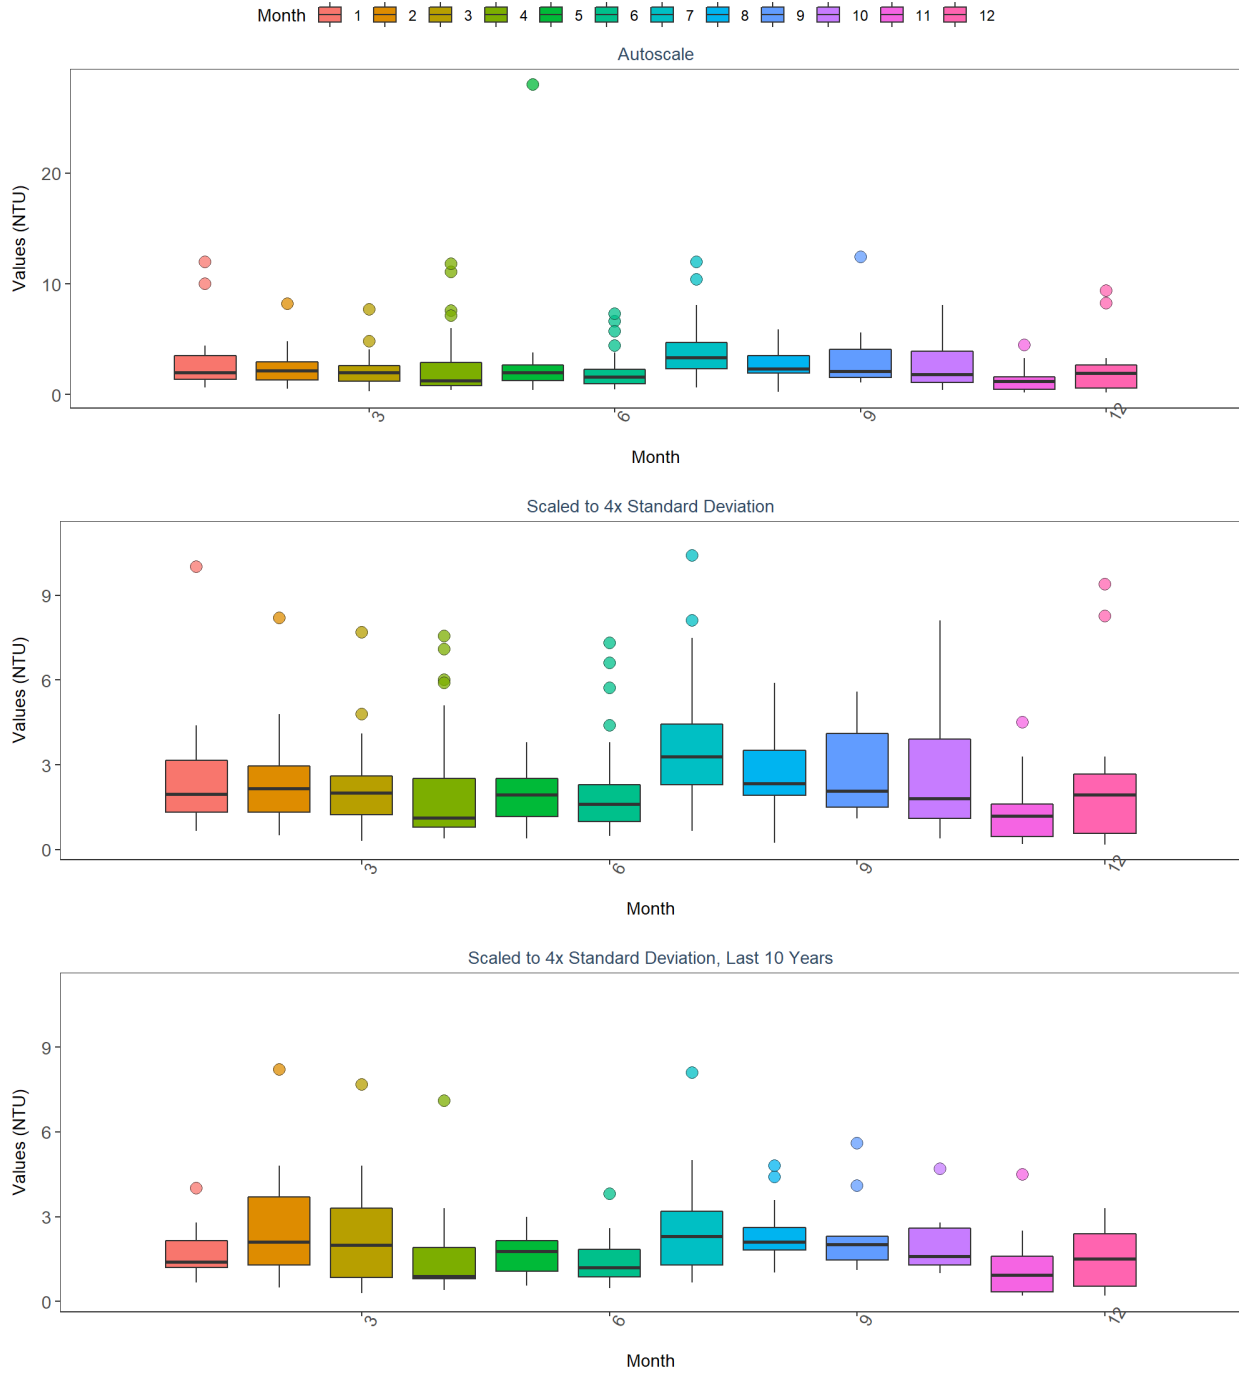 Month 1 2 3 4 5 6 7 8 9 10 11 12
Autoscale
Values (NTU)
20
10
0
3 6 9 12
Month
Scaled to 4x Standard Deviation
Values (NTU)
9
6
3
0
3 6 9 12
Month
Scaled to 4x Standard Deviation, Last 10 Years
Values (NTU)
9
6
3
0
3 6 9 12
Month